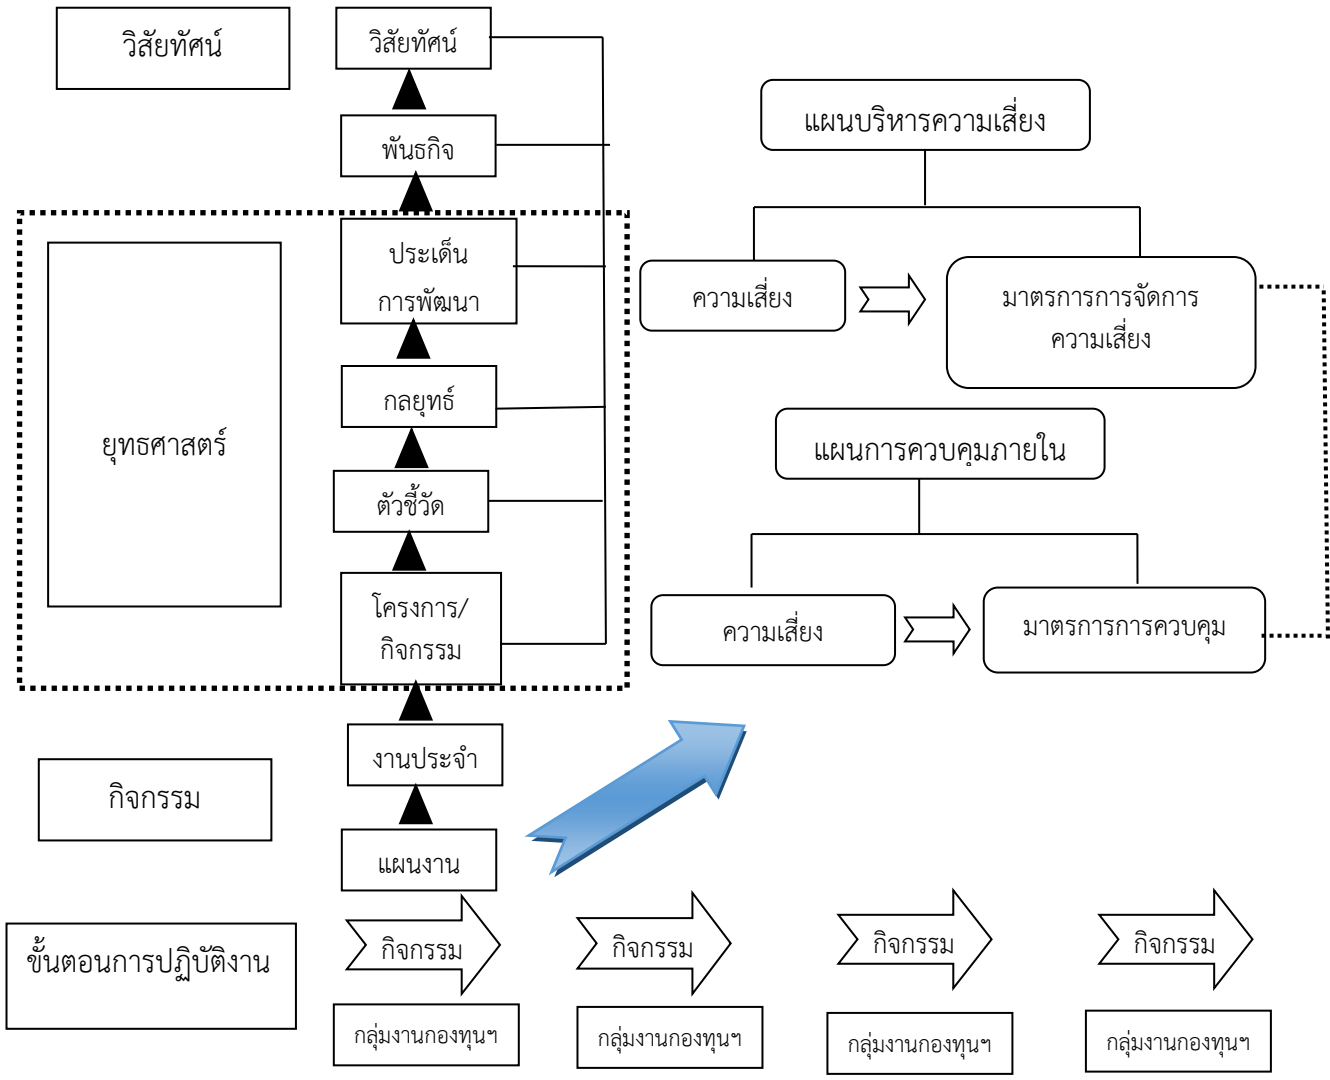 วิสัยทัศน์
วิสัยทัศน์
แผนบริหารความเสี่ยง
พันธกิจ
ประเด็น
การพัฒนา
ความเสี่ยง
มาตรการการจัดการ
ความเสี่ยง
กลยุทธ์
ยุทธศาสตร์
แผนการควบคุมภายใน
ตัวชี้วัด
โครงการ/
กิจกรรม
ความเสี่ยง
มาตรการการควบคุม
งานประจำ
กิจกรรม
แผนงาน
ขั้นตอนการปฏิบัติงาน
กิจกรรม
กิจกรรม
กิจกรรม
กิจกรรม
กลุ่มงานกองทุนฯ
กลุ่มงานกองทุนฯ
กลุ่มงานกองทุนฯ
กลุ่มงานกองทุนฯ